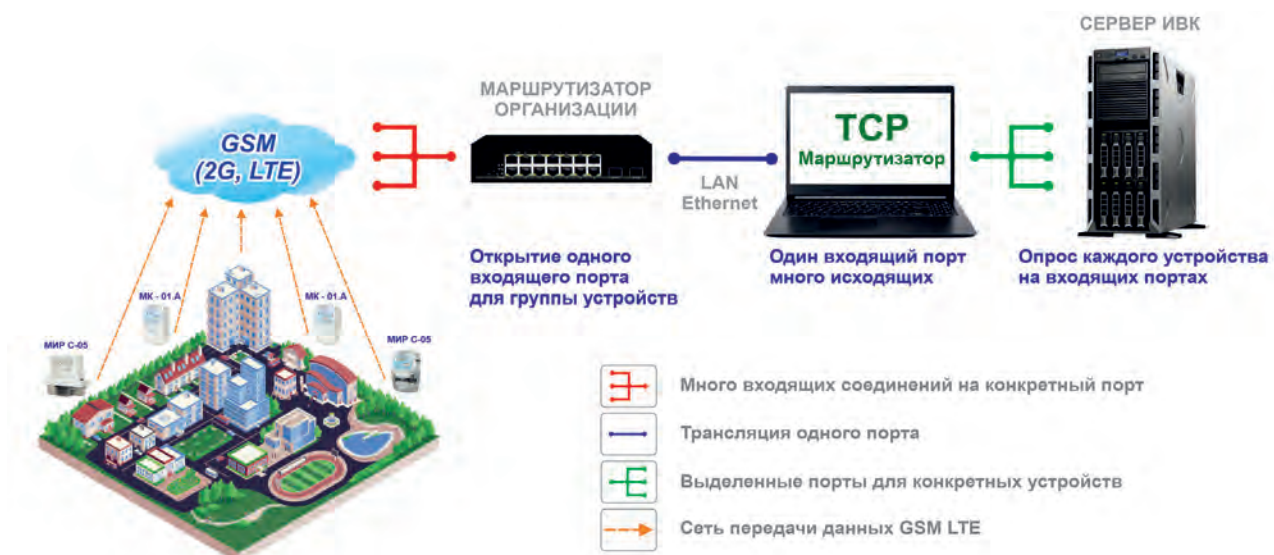 СЕРВЕР ИВК
МАРШРУТИЗАТОР
ОРГАНИЗАЦИИ
GSM
(2G, LTE)
TCP
Маршрутизатор
LAN
Ethernet
Открытие одного
входящего порта
для группы устройств
Один входящий порт
много исходящих
Опрос каждого устройства
на входящих портах
МК - 01.А
МК - 01.А
МИР С-05
МИР С-05
Много входящих соединений на конкретный порт
Трансляция одного порта
Выделенные порты для конкретных устройств
Сеть передачи данных GSM LTE